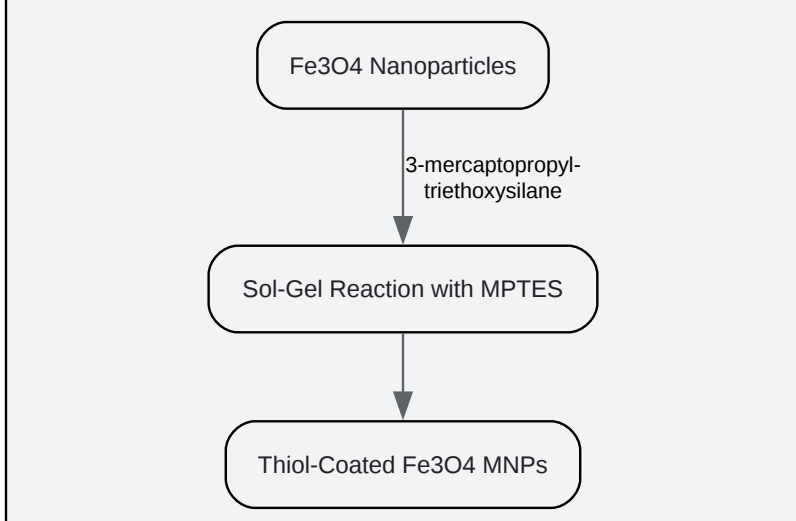 Fe3O4 Nanoparticles
3-mercaptopropyl-
triethoxysilane
Sol-Gel Reaction with MPTES
Thiol-Coated Fe3O4 MNPs